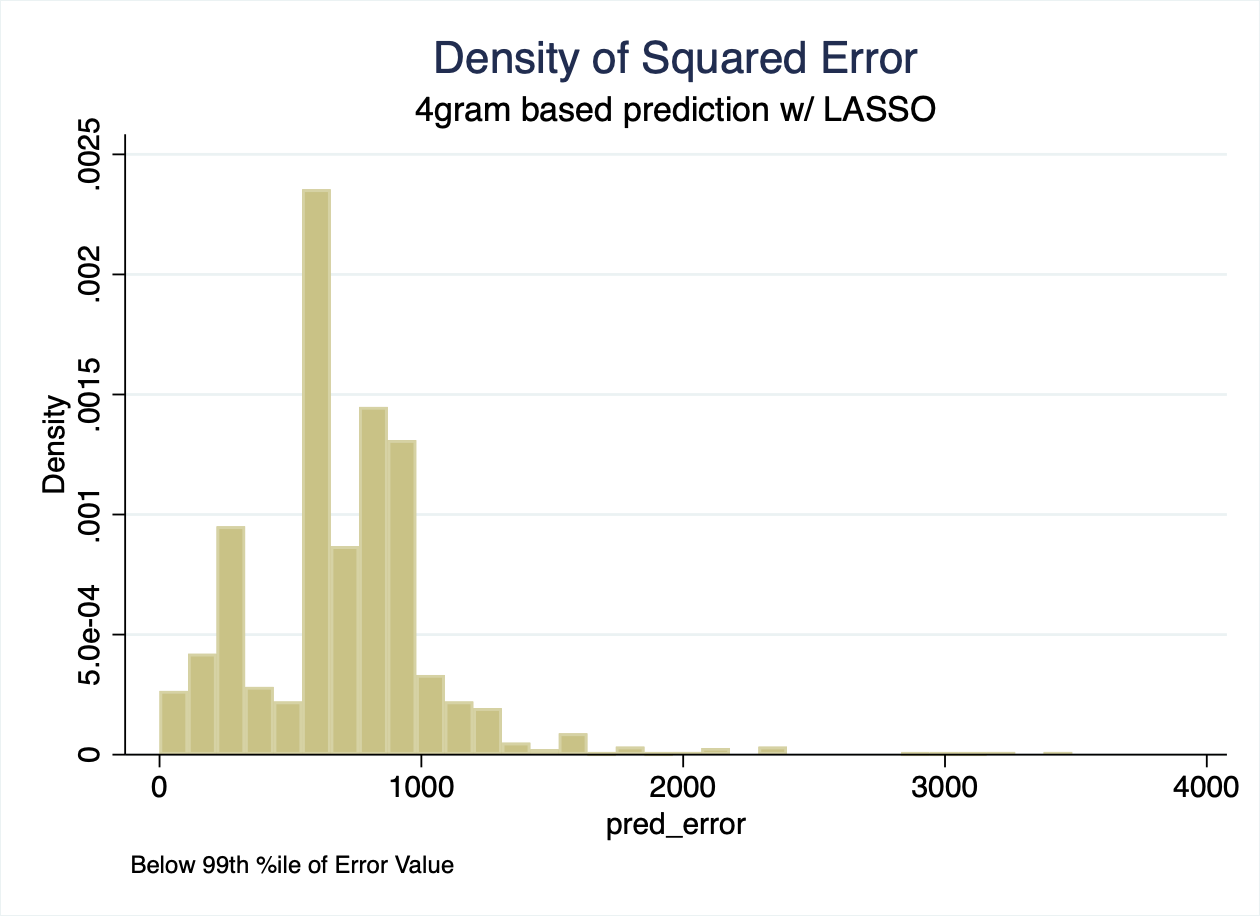 Density of Squared Error
4gram based prediction w/ LASSO
Density
.0025
.002
.0015
.001
5.0e-04
0
0 1000 2000 3000 4000
pred_error
Below 99th %ile of Error Value